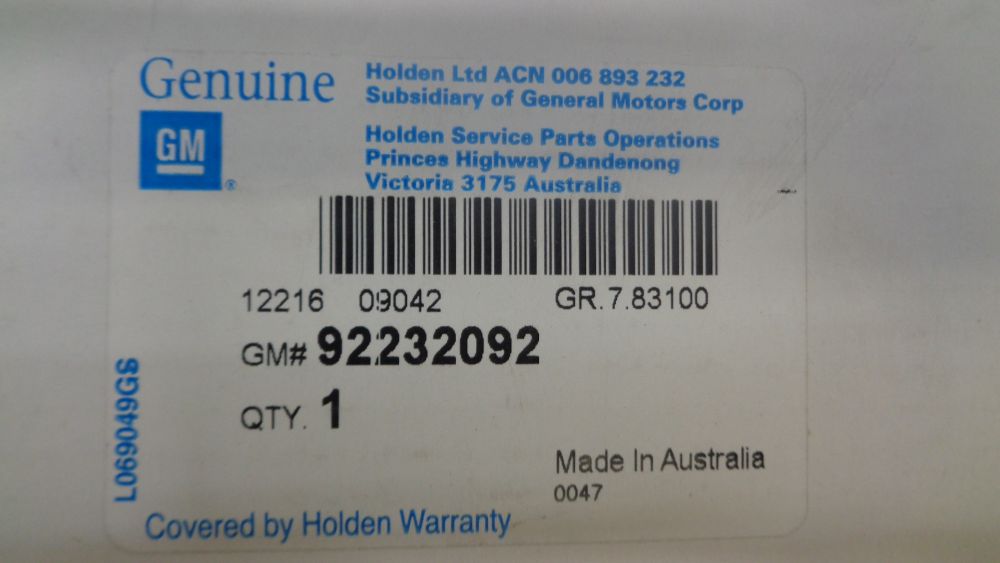 Genuine
GM ®
Holden Ltd ACN 006 893 232
Subsidiary of General Motors Corp
Holden Service Parts Operations
Princes Highway Dandenong
Victoria 3175 Australia
12216 09042 GR.7.83100
GM# 92232092
QTY. 1
Made In Australia
0047
L069049GS
Covered by Holden Warranty